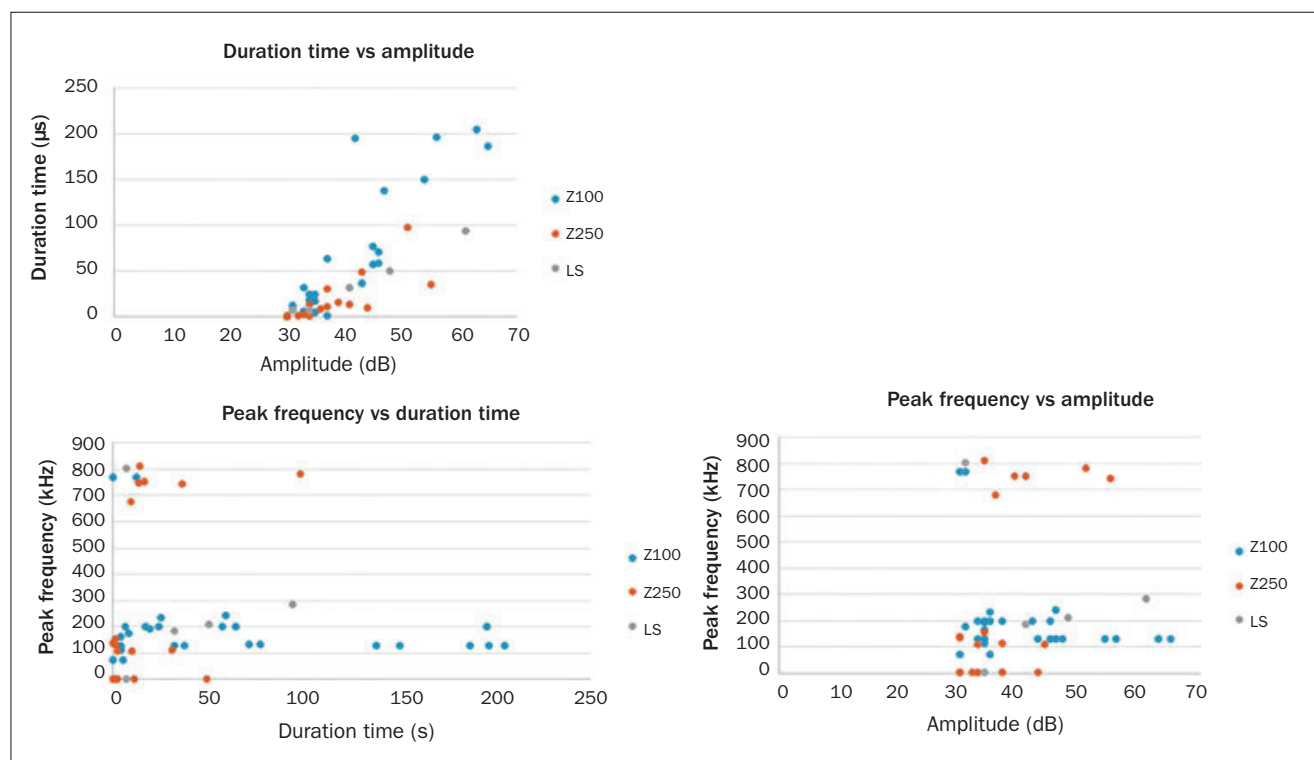 Duration time vs amplitude
Duration time (µs)
250
200
150
100
50
0
0 10 20 30 40 50 60 70
Amplitude (dB)
Z100
Z250
LS
Peak frequency vs duration time
Peak frequency (kHz)
900
800
700
600
500
400
300
200
100
0
0 50 100 150 200 250
Duration time (s)
Z100
Z250
LS
Peak frequency vs amplitude
Peak frequency (kHz)
900
800
700
600
500
400
300
200
100
0
0 10 20 30 40 50 60 70
Amplitude (dB)
Z100
Z250
LS